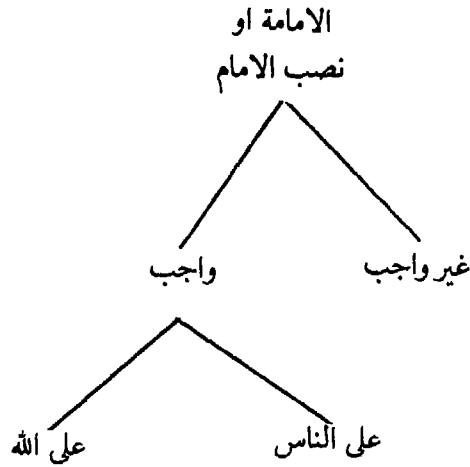 الامامة او
نصب الامام
غير واجب
واجب
على الناس
على الله